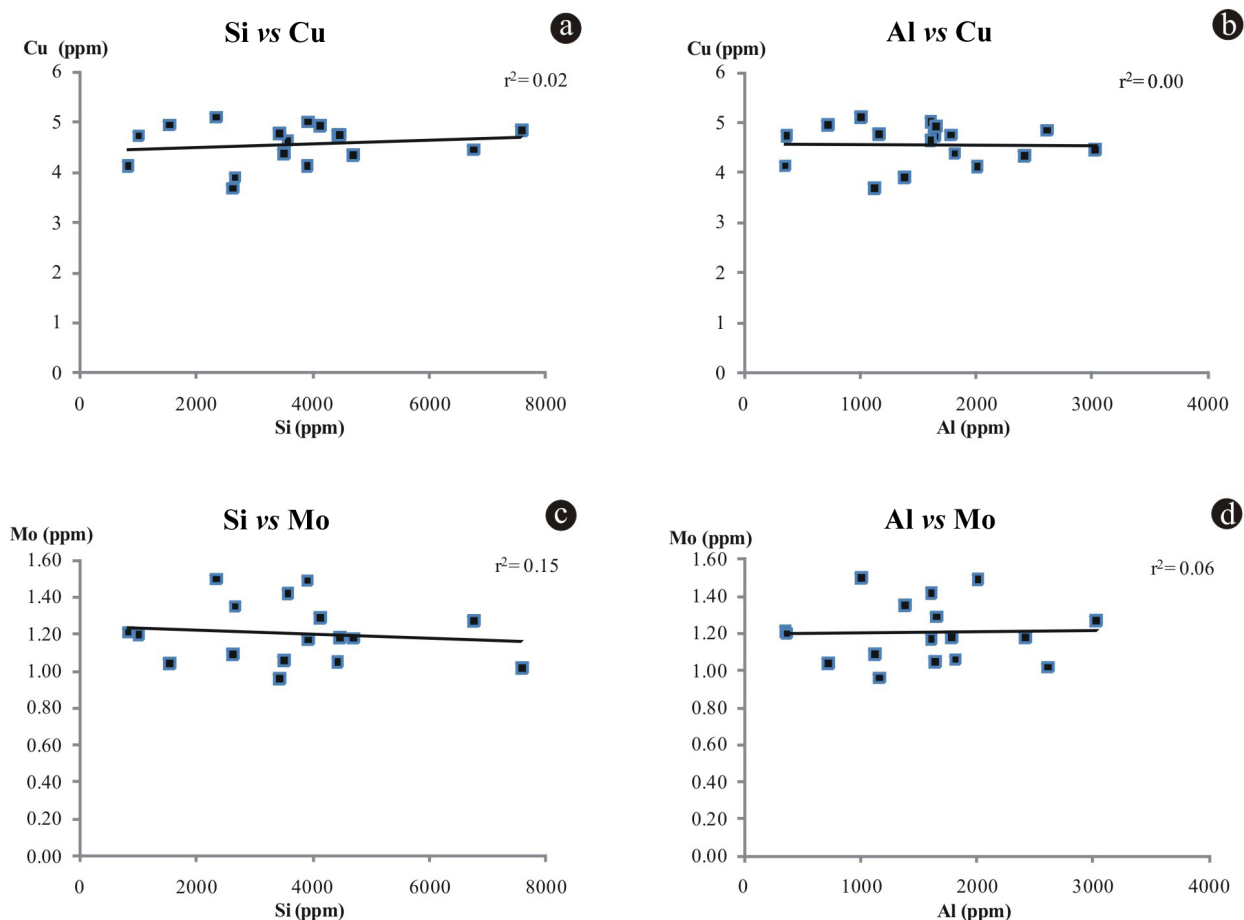 Si vs Cu
a
Cu (ppm)
r²= 0.02
6
5
4
3
2
1
0
0 2000 4000 6000 8000
Si (ppm)
Al vs Cu
b
Cu (ppm)
r²= 0.00
6
5
4
3
2
1
0
0 1000 2000 3000 4000
Al (ppm)
Si vs Mo
c
Mo (ppm)
r²= 0.15
1.60
1.40
1.20
1.00
0.80
0.60
0.40
0.20
0.00
0 2000 4000 6000 8000
Si (ppm)
Al vs Mo
d
Mo (ppm)
r²= 0.06
1.60
1.40
1.20
1.00
0.80
0.60
0.40
0.20
0.00
0 1000 2000 3000 4000
Al (ppm)